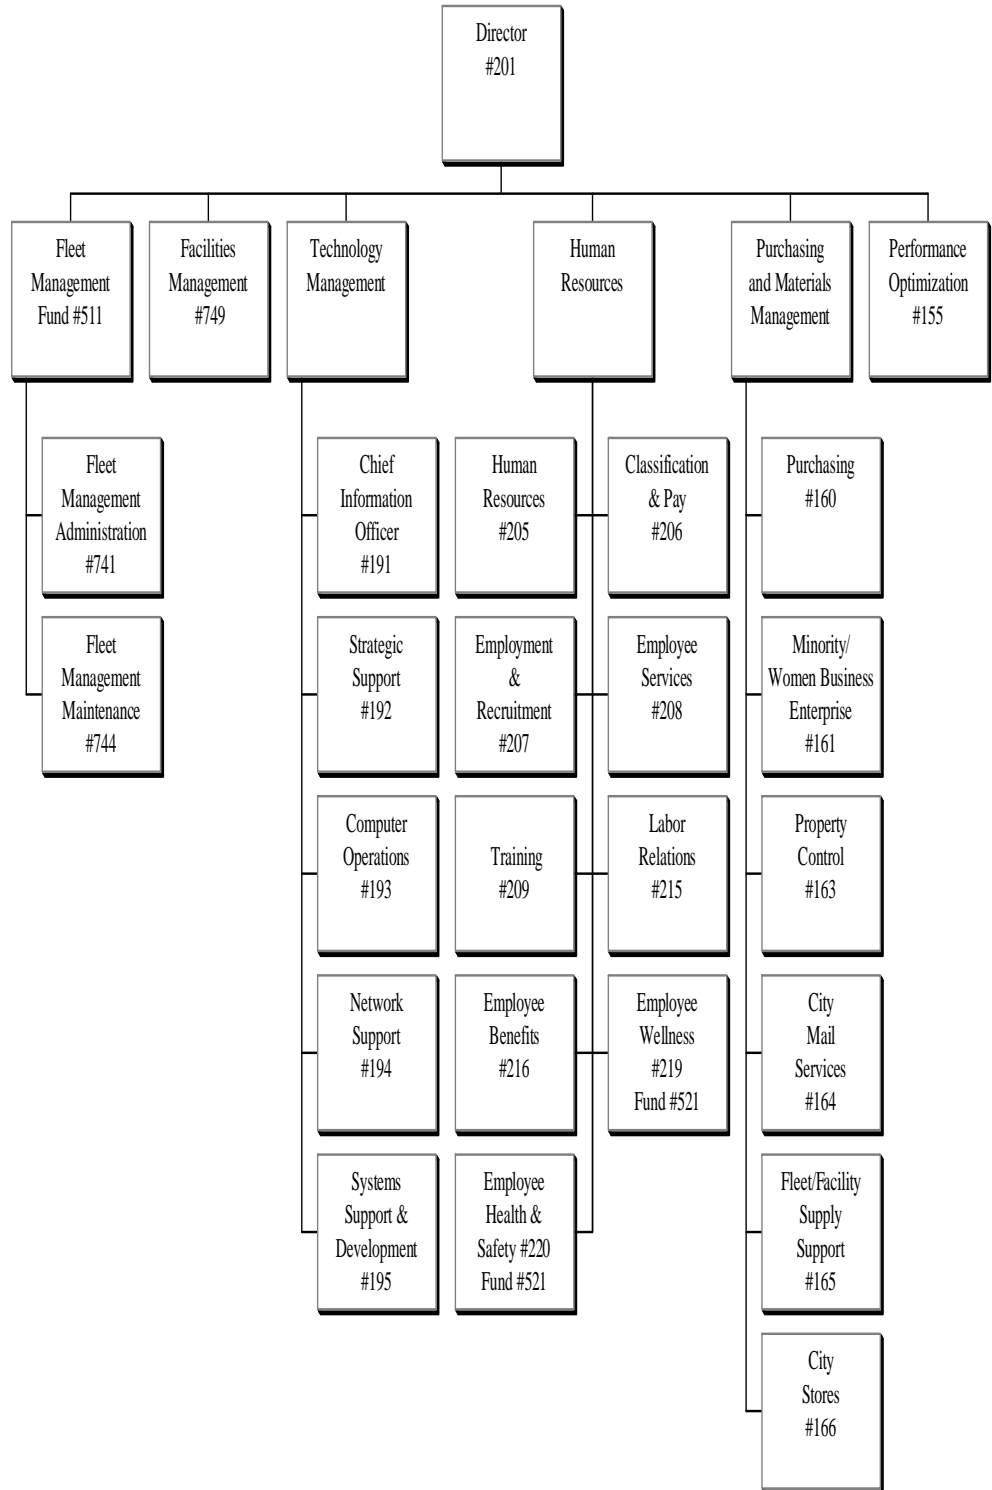 Director
#201
Fleet
Management
Fund #511
Facilities
Management
#749
Technology
Management
Human
Resources
Purchasing
and Materials
Management
Performance
Optimization
#155
Fleet
Management
Administration
#741
Chief
Information
Officer
#191
Human
Resources
#205
Classification
& Pay
#206
Purchasing
#160
Fleet
Management
Maintenance
#744
Strategic
Support
#192
Employment
&
Recruitment
#207
Employee
Services
#208
Minority/
Women Business
Enterprise
#161
Computer
Operations
#193
Training
#209
Labor
Relations
#215
Property
Control
#163
Network
Support
#194
Employee
Benefits
#216
Employee
Wellness
#219
Fund #521
City
Mail
Services
#164
Systems
Support &
Development
#195
Employee
Health &
Safety #220
Fund #521
Fleet/Facility
Supply
Support
#165
City
Stores
#166